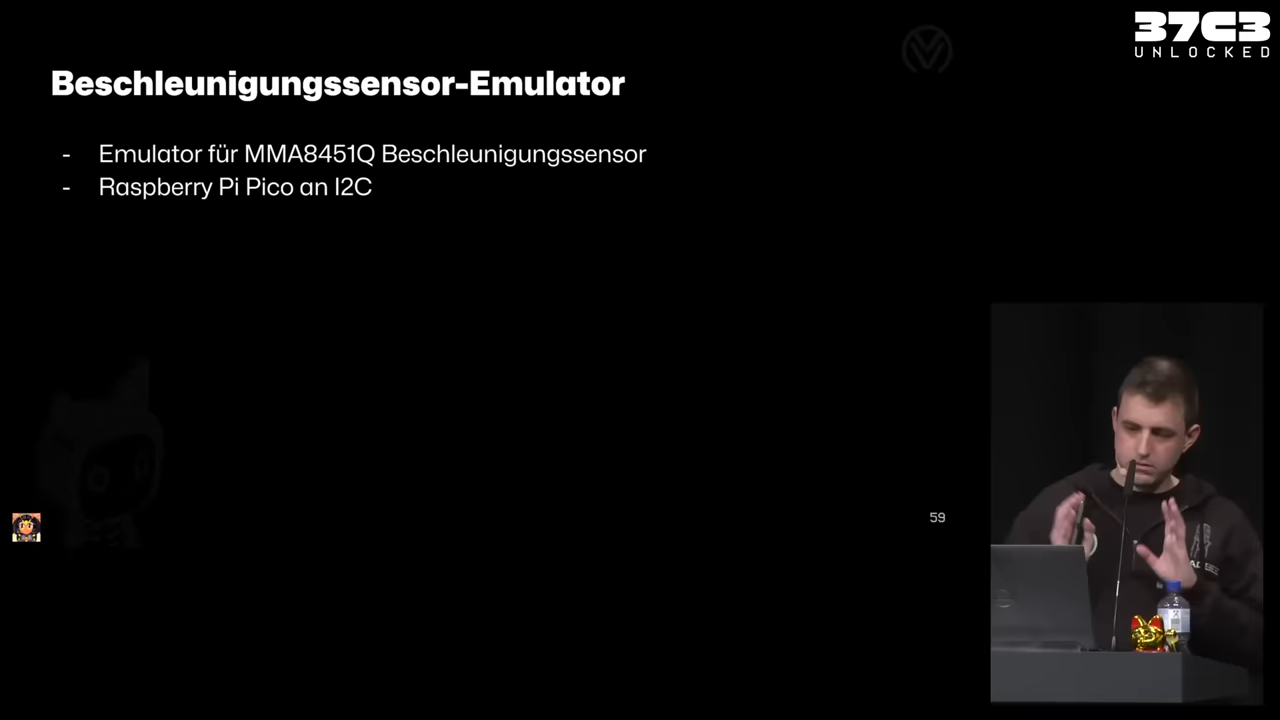 37C3
UNLOCKED
Beschleunigungssensor-Emulator
- Emulator für MMA8451Q Beschleunigungssensor
- Raspberry Pi Pico an I2C
59